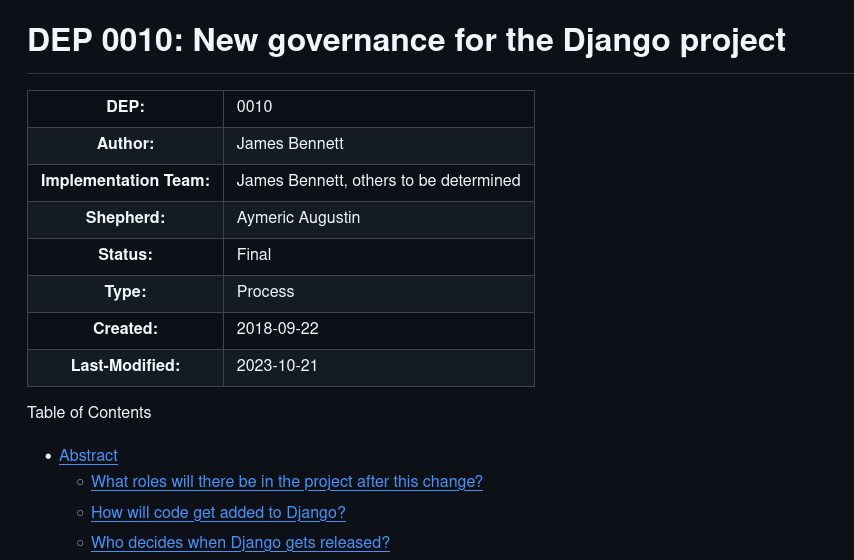 DEP 0010: New governance for the Django project
DEP: 0010
Author: James Bennett
Implementation Team: James Bennett, others to be determined
Shepherd: Aymeric Augustin
Status: Final
Type: Process
Created: 2018-09-22
Last-Modified: 2023-10-21
Table of Contents
Abstract
What roles will there be in the project after this change?
How will code get added to Django?
Who decides when Django gets released?